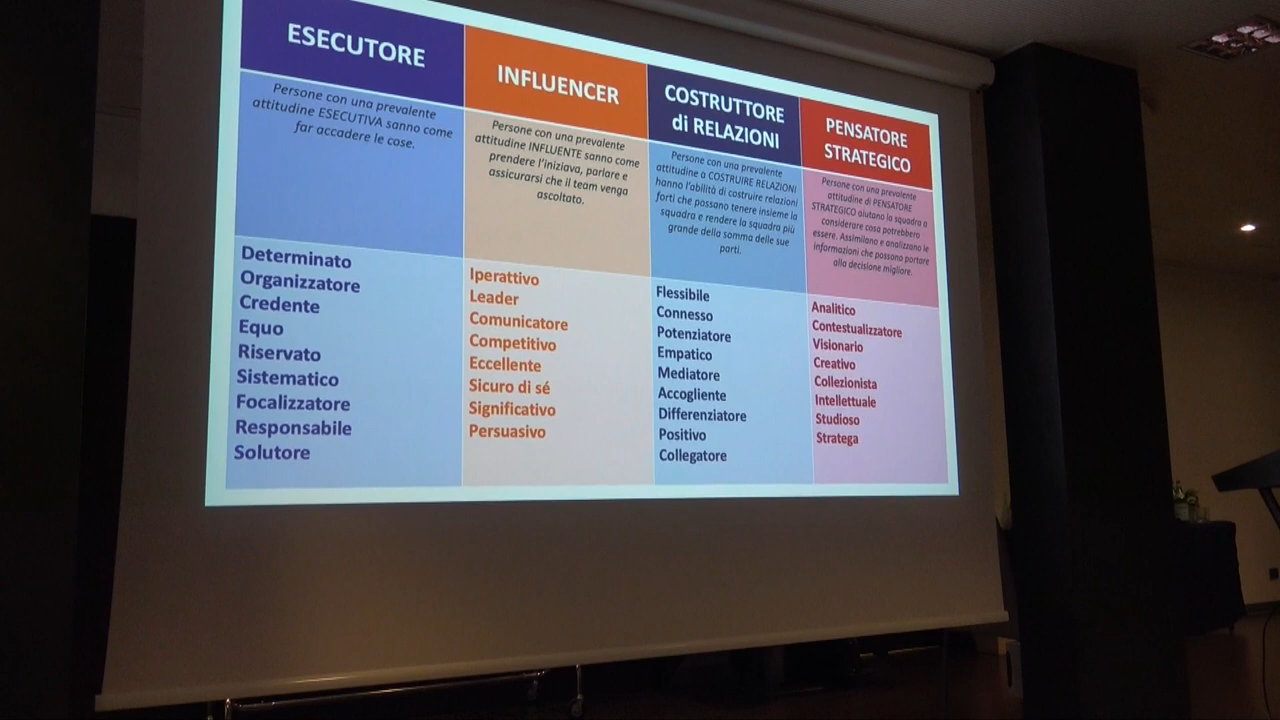 ESECUTORE
Persone con una prevalente
attitudine ESECUTIVA sanno come
far accadere le cose.
Determinato
Organizzatore
Credente
Equo
Riservato
Sistematico
Focalizzatore
Responsabile
Solutore
INFLUENCER
Persone con una prevalente
attitudine INFLUENTE sanno come
prendere l'iniziava, parlare e
assicurarsi che il team venga
ascoltato.
Iperattivo
Leader
Comunicatore
Competitivo
Eccellente
Sicuro di sé
Significativo
Persuasivo
COSTRUTTORE
di RELAZIONI
Persone con una prevalente
attitudine a COSTRUIRE RELAZIONI
hanno l'abilità di costruire relazioni
forti che possano tenere insieme la
squadra e rendere la squadra più
grande della somma delle sue
parti.
Flessibile
Connesso
Potenziatore
Empatico
Mediatore
Accogliente
Differenziatore
Positivo
Collegatore
PENSATORE
STRATEGICO
Persone con una prevalente
attitudine di PENSATORE
STRATEGICO aiutano la squadra a
considerare cosa potrebbero
essere. Assimilano e analizzano le
informazioni che possono portare
alla decisione migliore.
Analitico
Contestualizzatore
Visionario
Creativo
Collezionista
Intellettuale
Studioso
Stratega